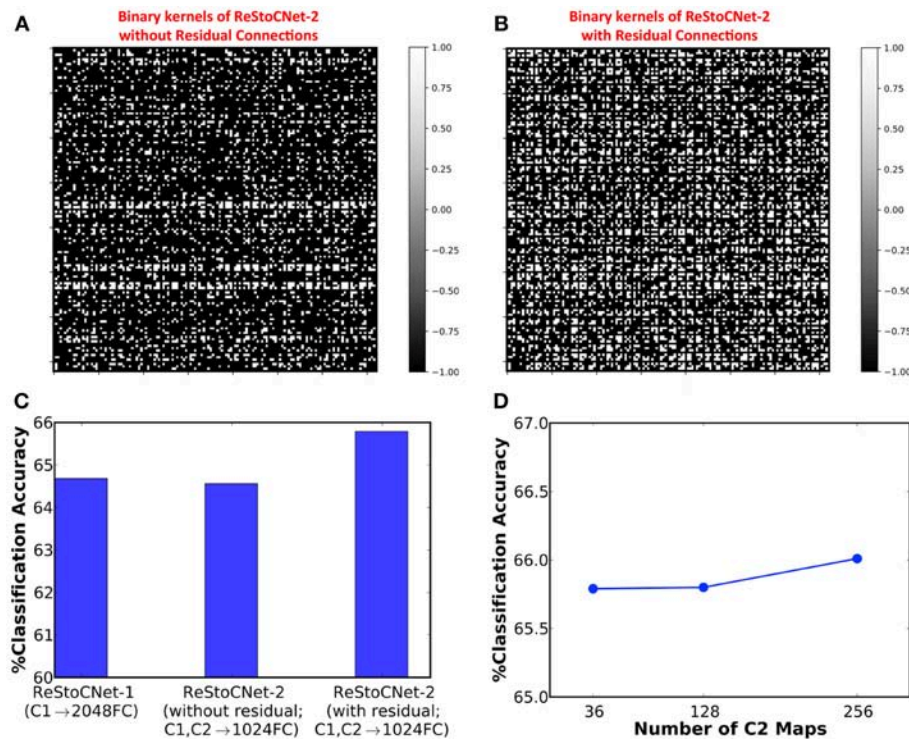 A
Binary kernels of ReStoCNet-2
without Residual Connections
1.00
0.75
0.50
0.25
0.00
−0.25
−0.50
−0.75
−1.00
B
Binary kernels of ReStoCNet-2
with Residual Connections
1.00
0.75
0.50
0.25
0.00
−0.25
−0.50
−0.75
−1.00
C
%Classification Accuracy
66
65
64
63
62
61
60
ReStoCNet-1
(C1→2048FC)
ReStoCNet-2
(without residual;
C1,C2→1024FC)
ReStoCNet-2
(with residual;
C1,C2→1024FC)
D
%Classification Accuracy
67.0
66.5
66.0
65.5
65.0
36
128
256
Number of C2 Maps